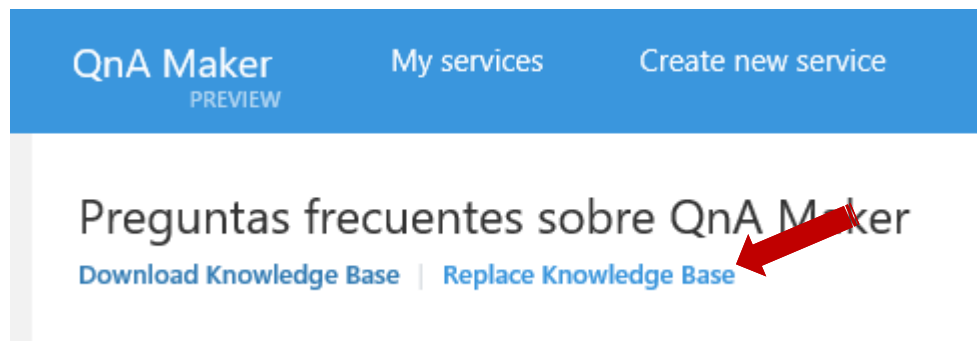 QnA Maker My services Create new service
PREVIEW
Preguntas frecuentes sobre QnA Maker
Download Knowledge Base | Replace Knowledge Base